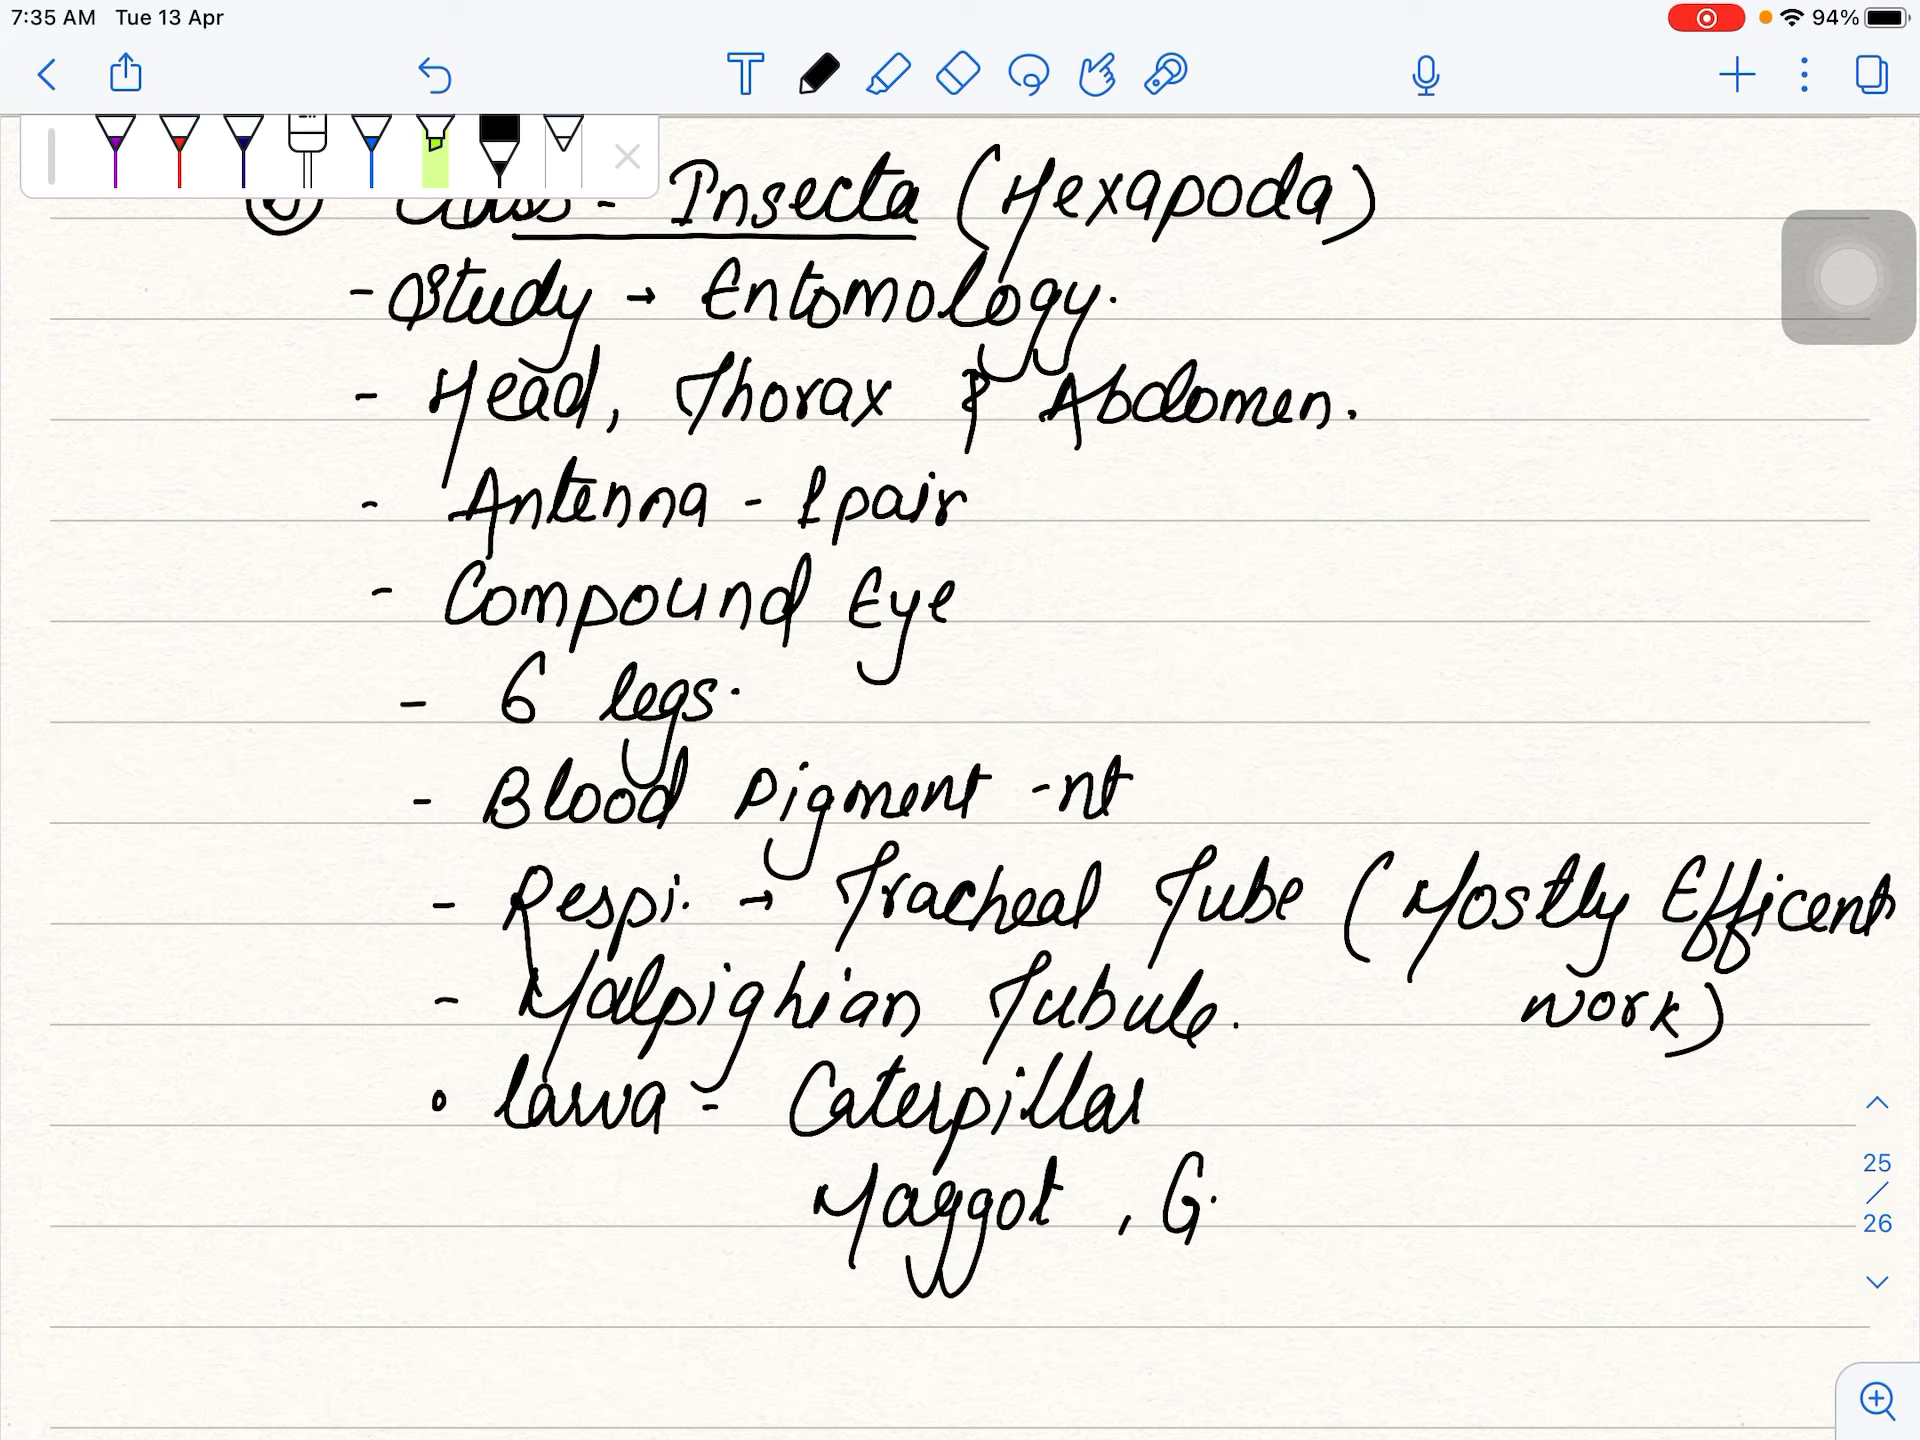 7:35 AM Tue 13 Apr 94%
Class - Insecta (Hexapoda)
- Study → Entomology.
- Head, Thorax & Abdomen.
- Antenna - 1 pair
- Compound Eye
- 6 legs.
- Blood Pigment -nt
- Respi. → Tracheal Tube (Mostly Efficent
- Malpighian Tubule. work)
• larva - Caterpillar
Maggot , G.
25
/
26